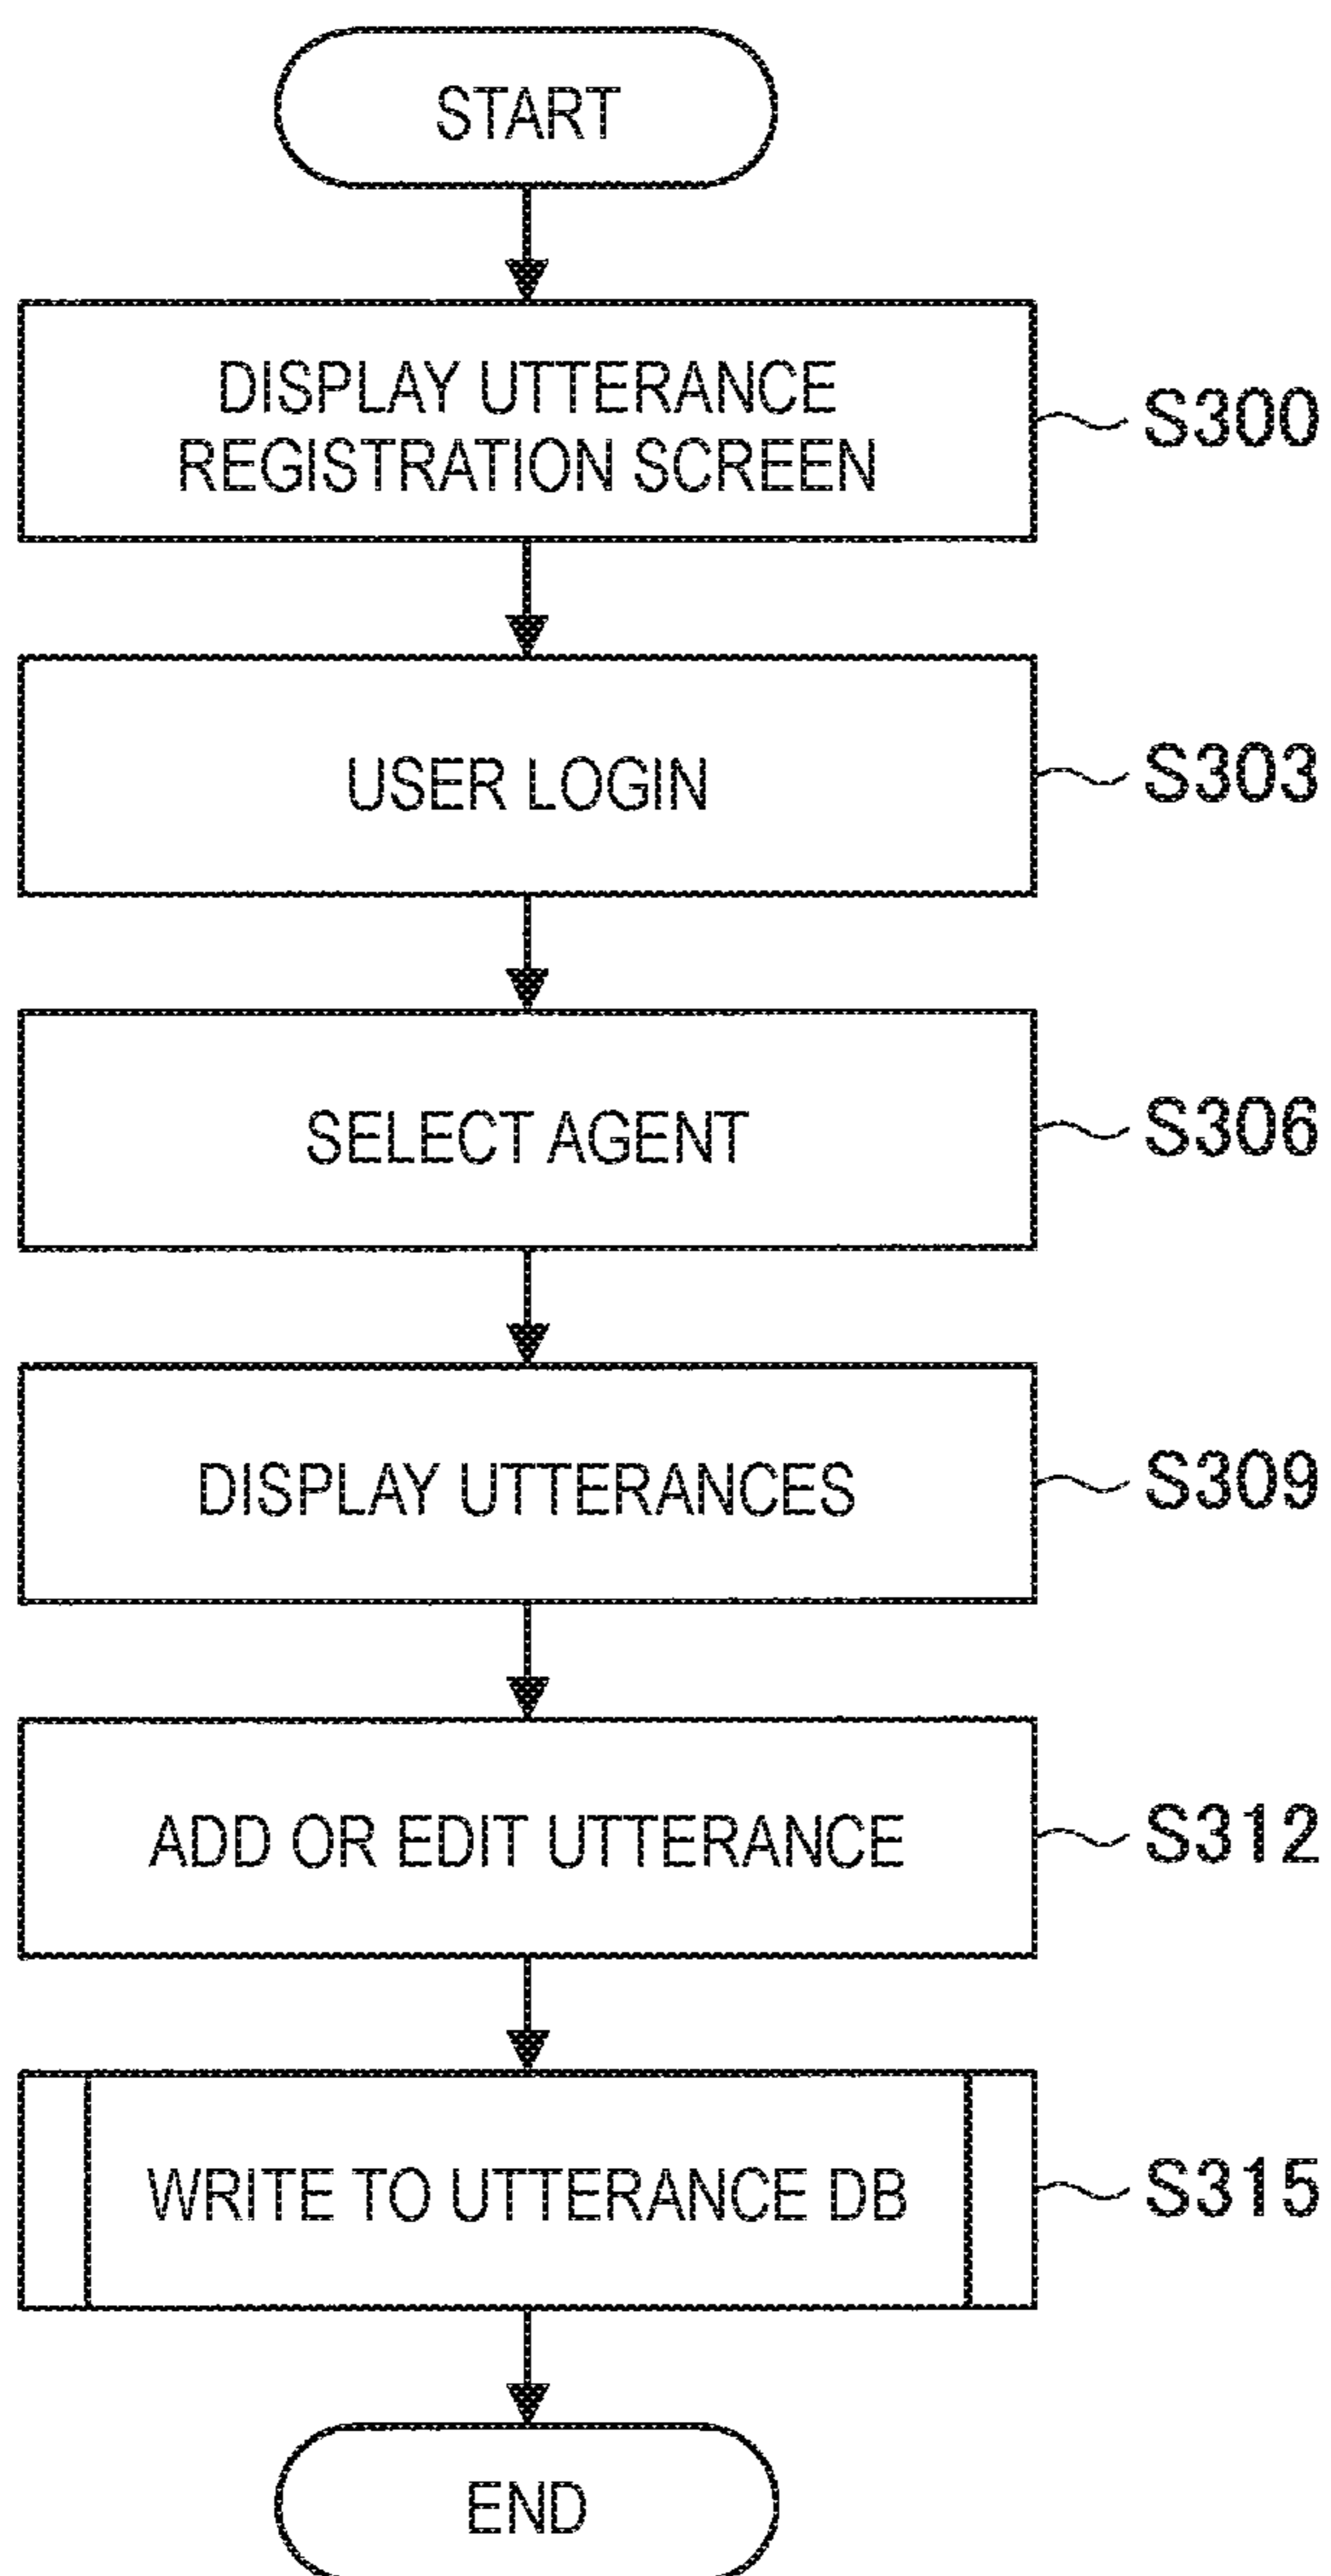 START
DISPLAY UTTERANCE
REGISTRATION SCREEN
S300
USER LOGIN
S303
SELECT AGENT
S306
DISPLAY UTTERANCES
S309
ADD OR EDIT UTTERANCE
S312
WRITE TO UTTERANCE DB
S315
END